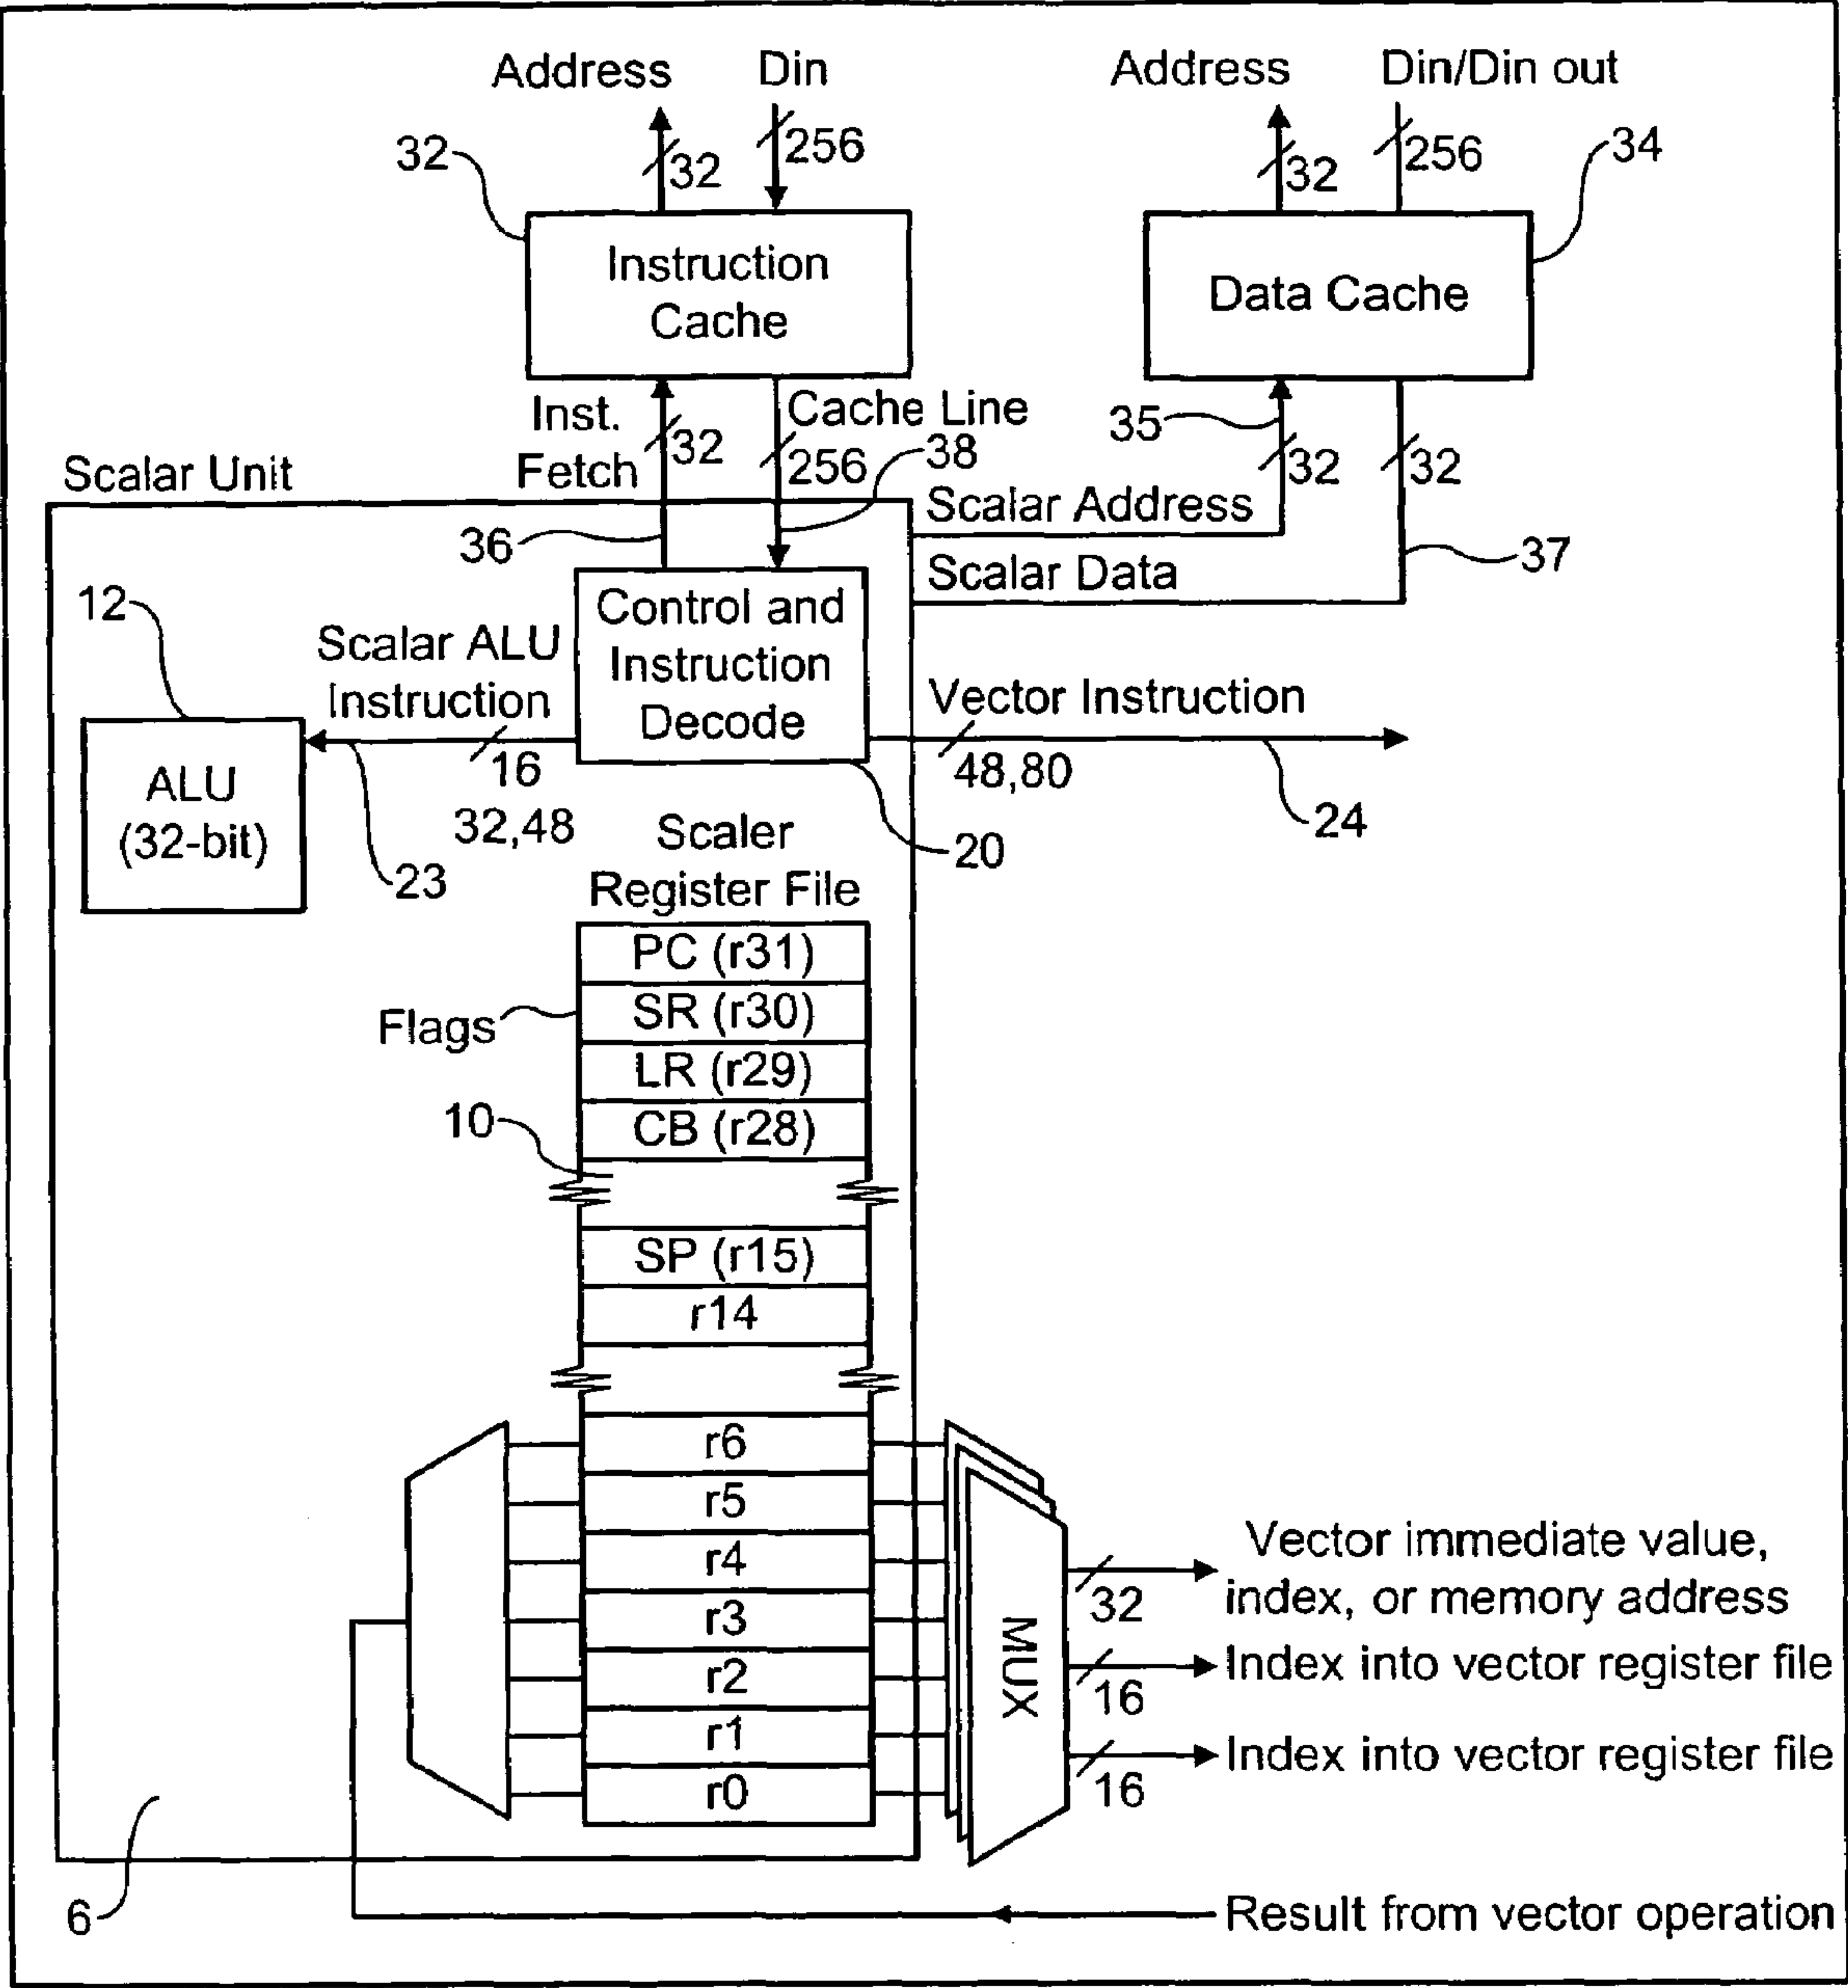 Address
Din
Address
Din/Din out
32
32
256
32
256
34
Instruction
Cache
Data Cache
Inst.
Fetch
32
Cache Line
256
38
35
32
32
Scalar Unit
36
Scalar Address
Scalar Data
37
12
Scalar ALU
Instruction
Control and
Instruction
Decode
Vector Instruction
16
32,48
48,80
24
ALU
(32-bit)
23
20
Scaler
Register File
PC (r31)
Flags
SR (r30)
LR (r29)
10
CB (r28)
SP (r15)
r14
r6
r5
r4
r3
r2
r1
r0
MUX
32
Vector immediate value,
index, or memory address
16
Index into vector register file
16
Index into vector register file
6
Result from vector operation